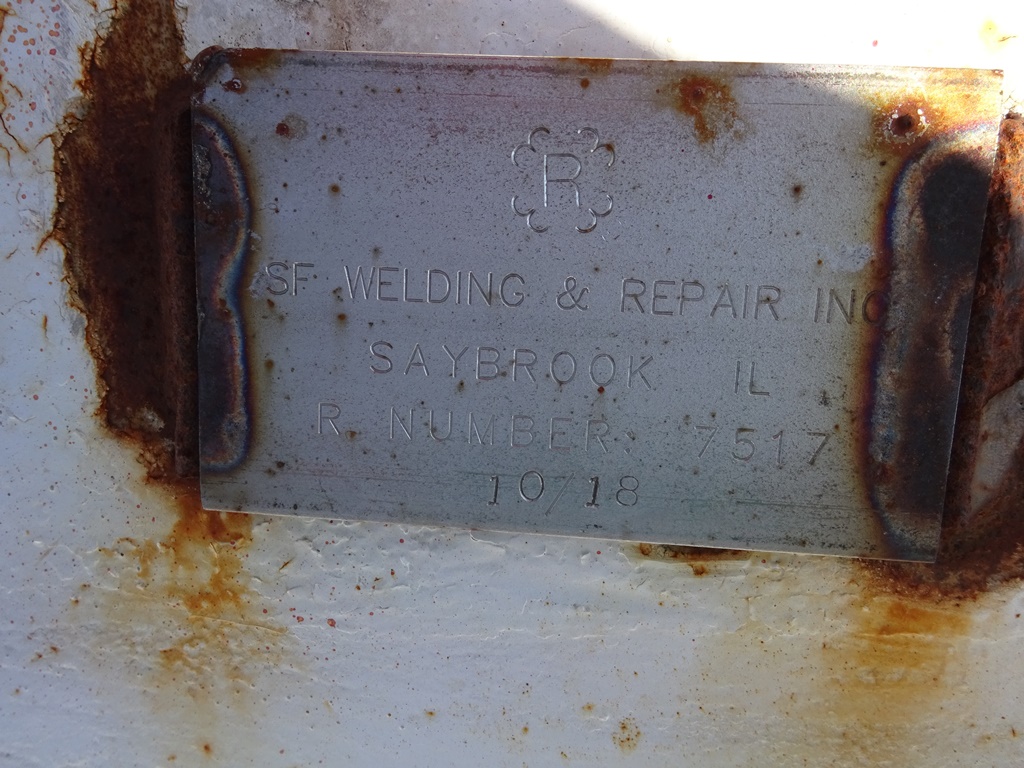 R
SF WELDING & REPAIR INC
SAYBROOK IL
R NUMBER: 7517
10/18